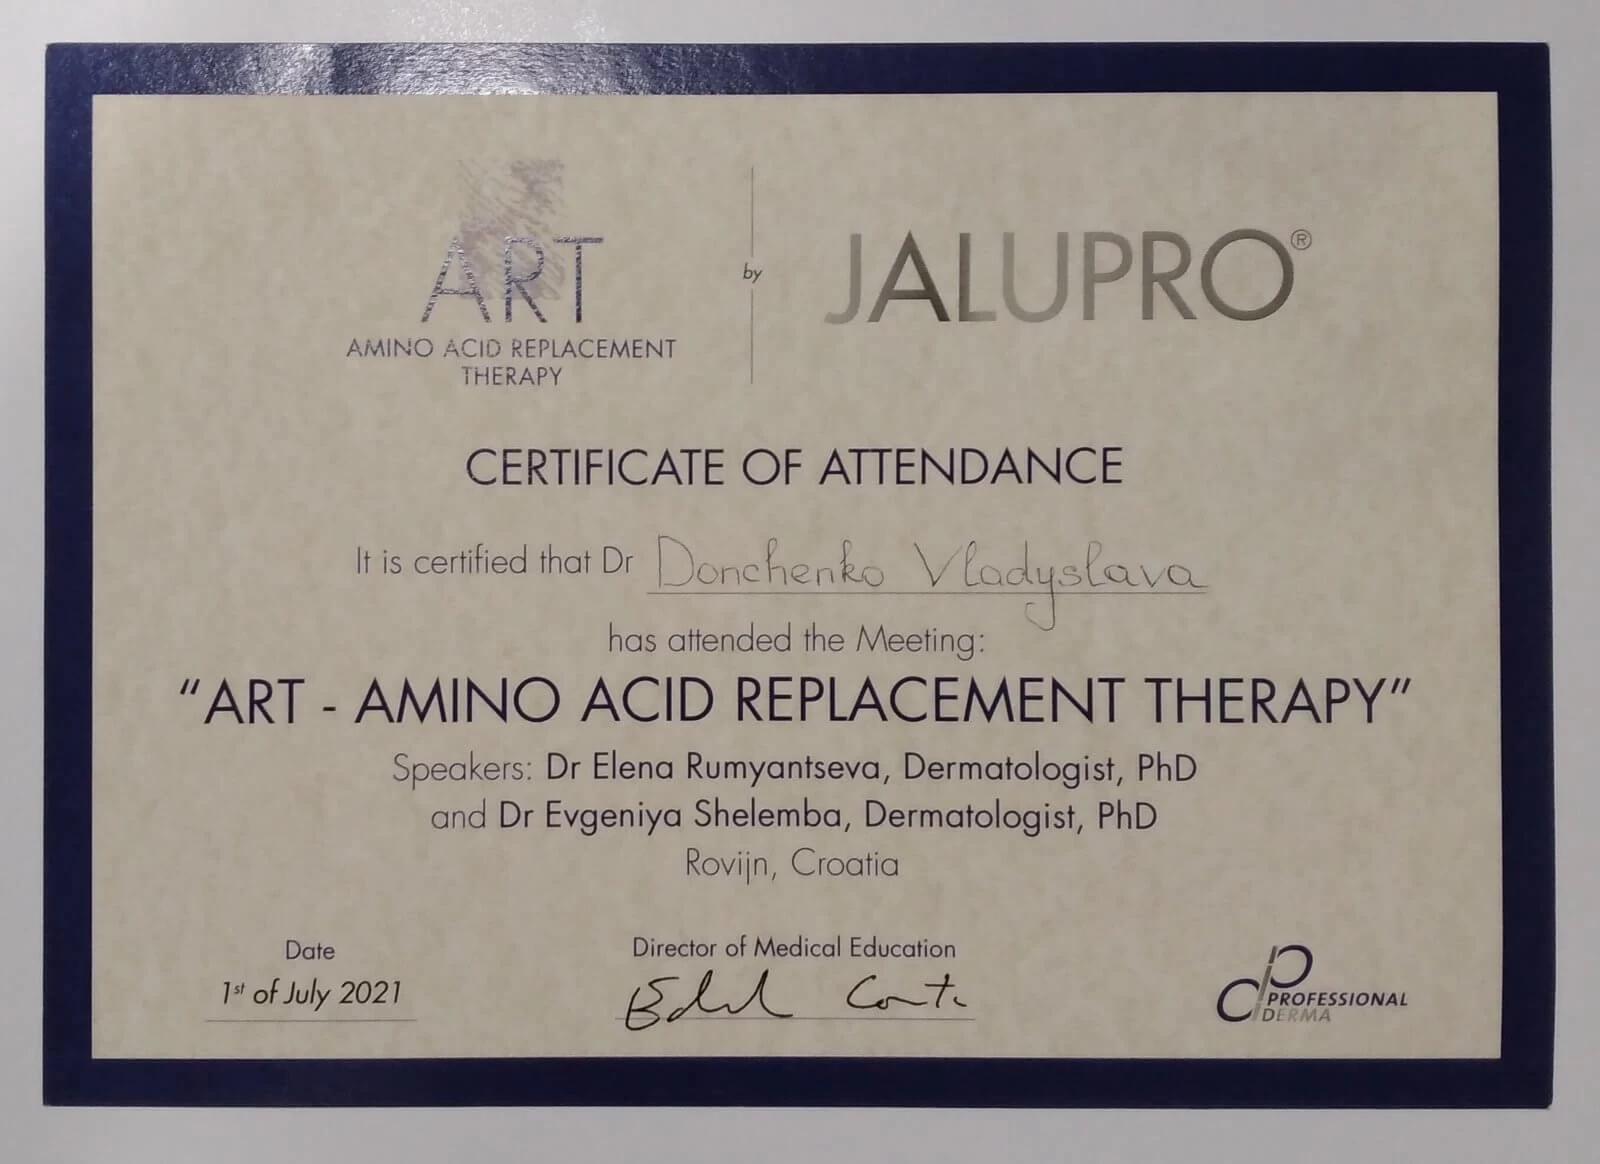 ART
AMINO ACID REPLACEMENT
THERAPY
by
JALUPRO®
CERTIFICATE OF ATTENDANCE
It is certified that Dr Donchenko Vladyslava
has attended the Meeting:
“ART - AMINO ACID REPLACEMENT THERAPY”
Speakers: Dr Elena Rumyantseva, Dermatologist, PhD
and Dr Evgeniya Shelemba, Dermatologist, PhD
Rovijn, Croatia
Date
1st of July 2021
Director of Medical Education
PROFESSIONAL
DERMA